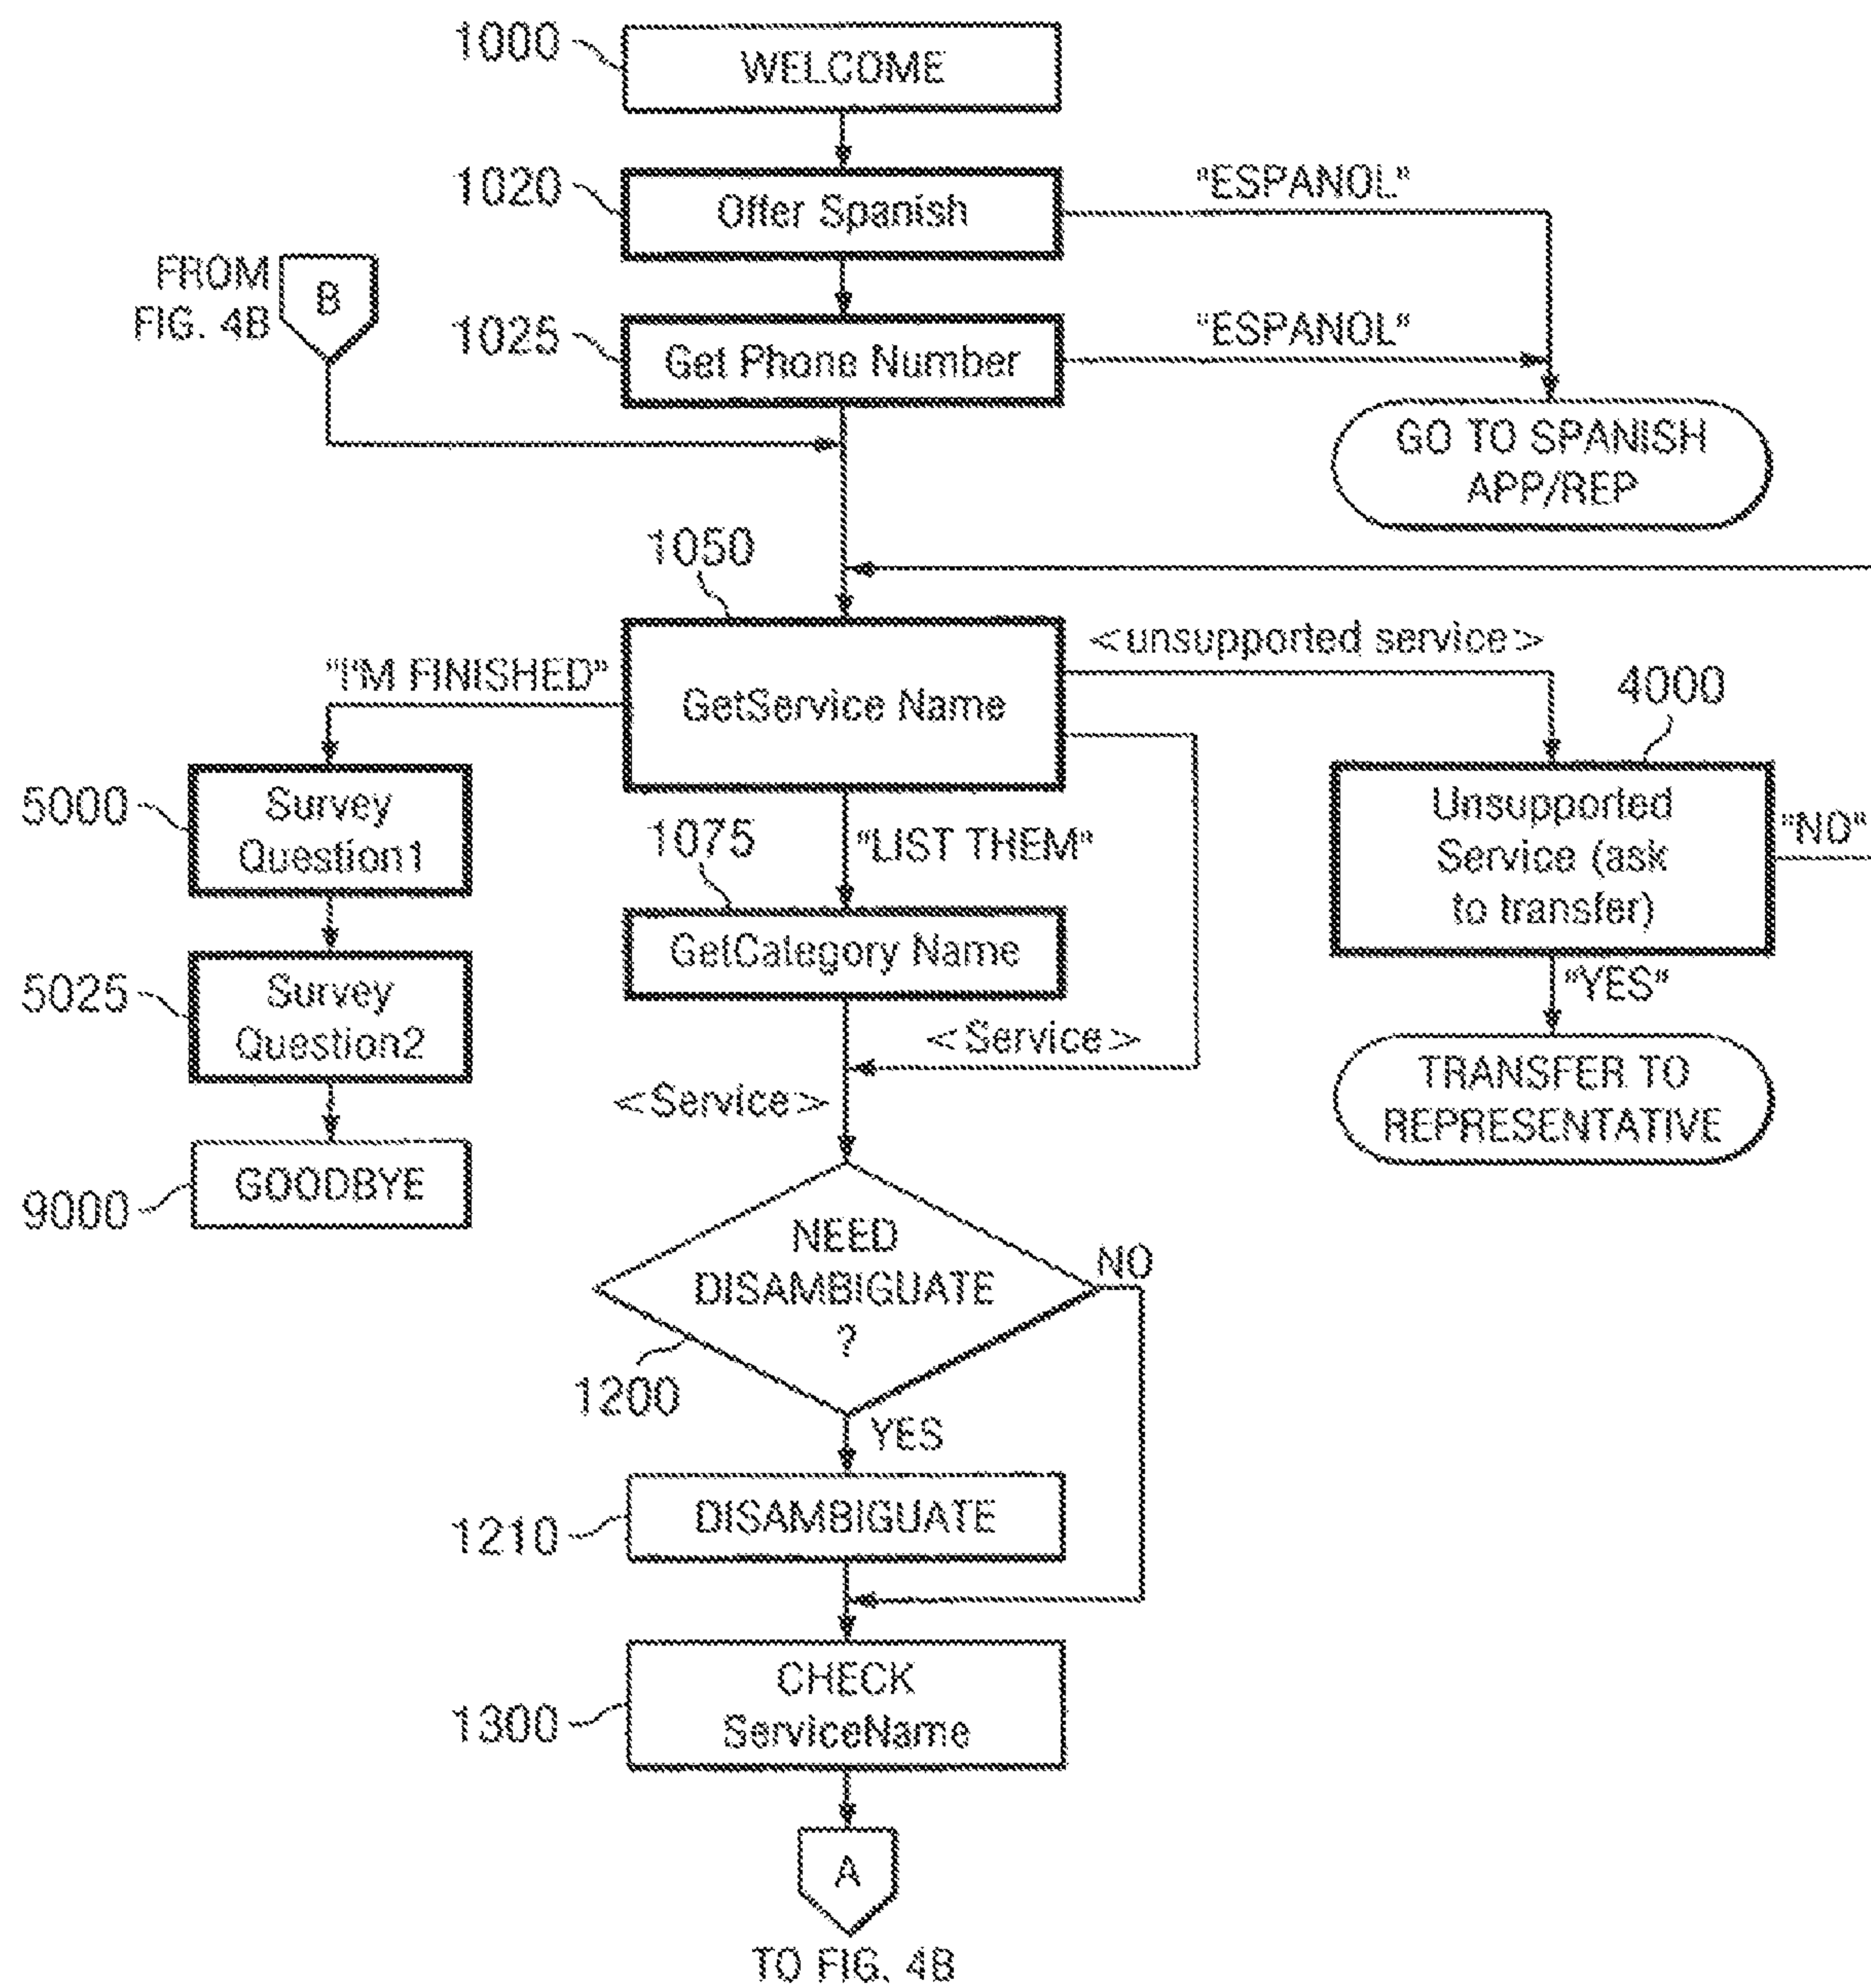 1000
WELCOME
1020
Offer Spanish
"ESPANOL"
FROM
FIG. 4B
B
1025
Get Phone Number
"ESPANOL"
GO TO SPANISH
APP/REP
1050
GetService Name
"I'M FINISHED"
<unsupported service>
4000
5000
Survey
Question1
1075
"LIST THEM"
Unsupported
Service (ask
to transfer)
"NO"
GetCategory Name
5025
Survey
Question2
"YES"
<Service>
<Service>
TRANSFER TO
REPRESENTATIVE
9000
GOODBYE
NEED
DISAMBIGUATE
?
NO
1200
YES
1210
DISAMBIGUATE
1300
CHECK
ServiceName
A
TO FIG. 4B